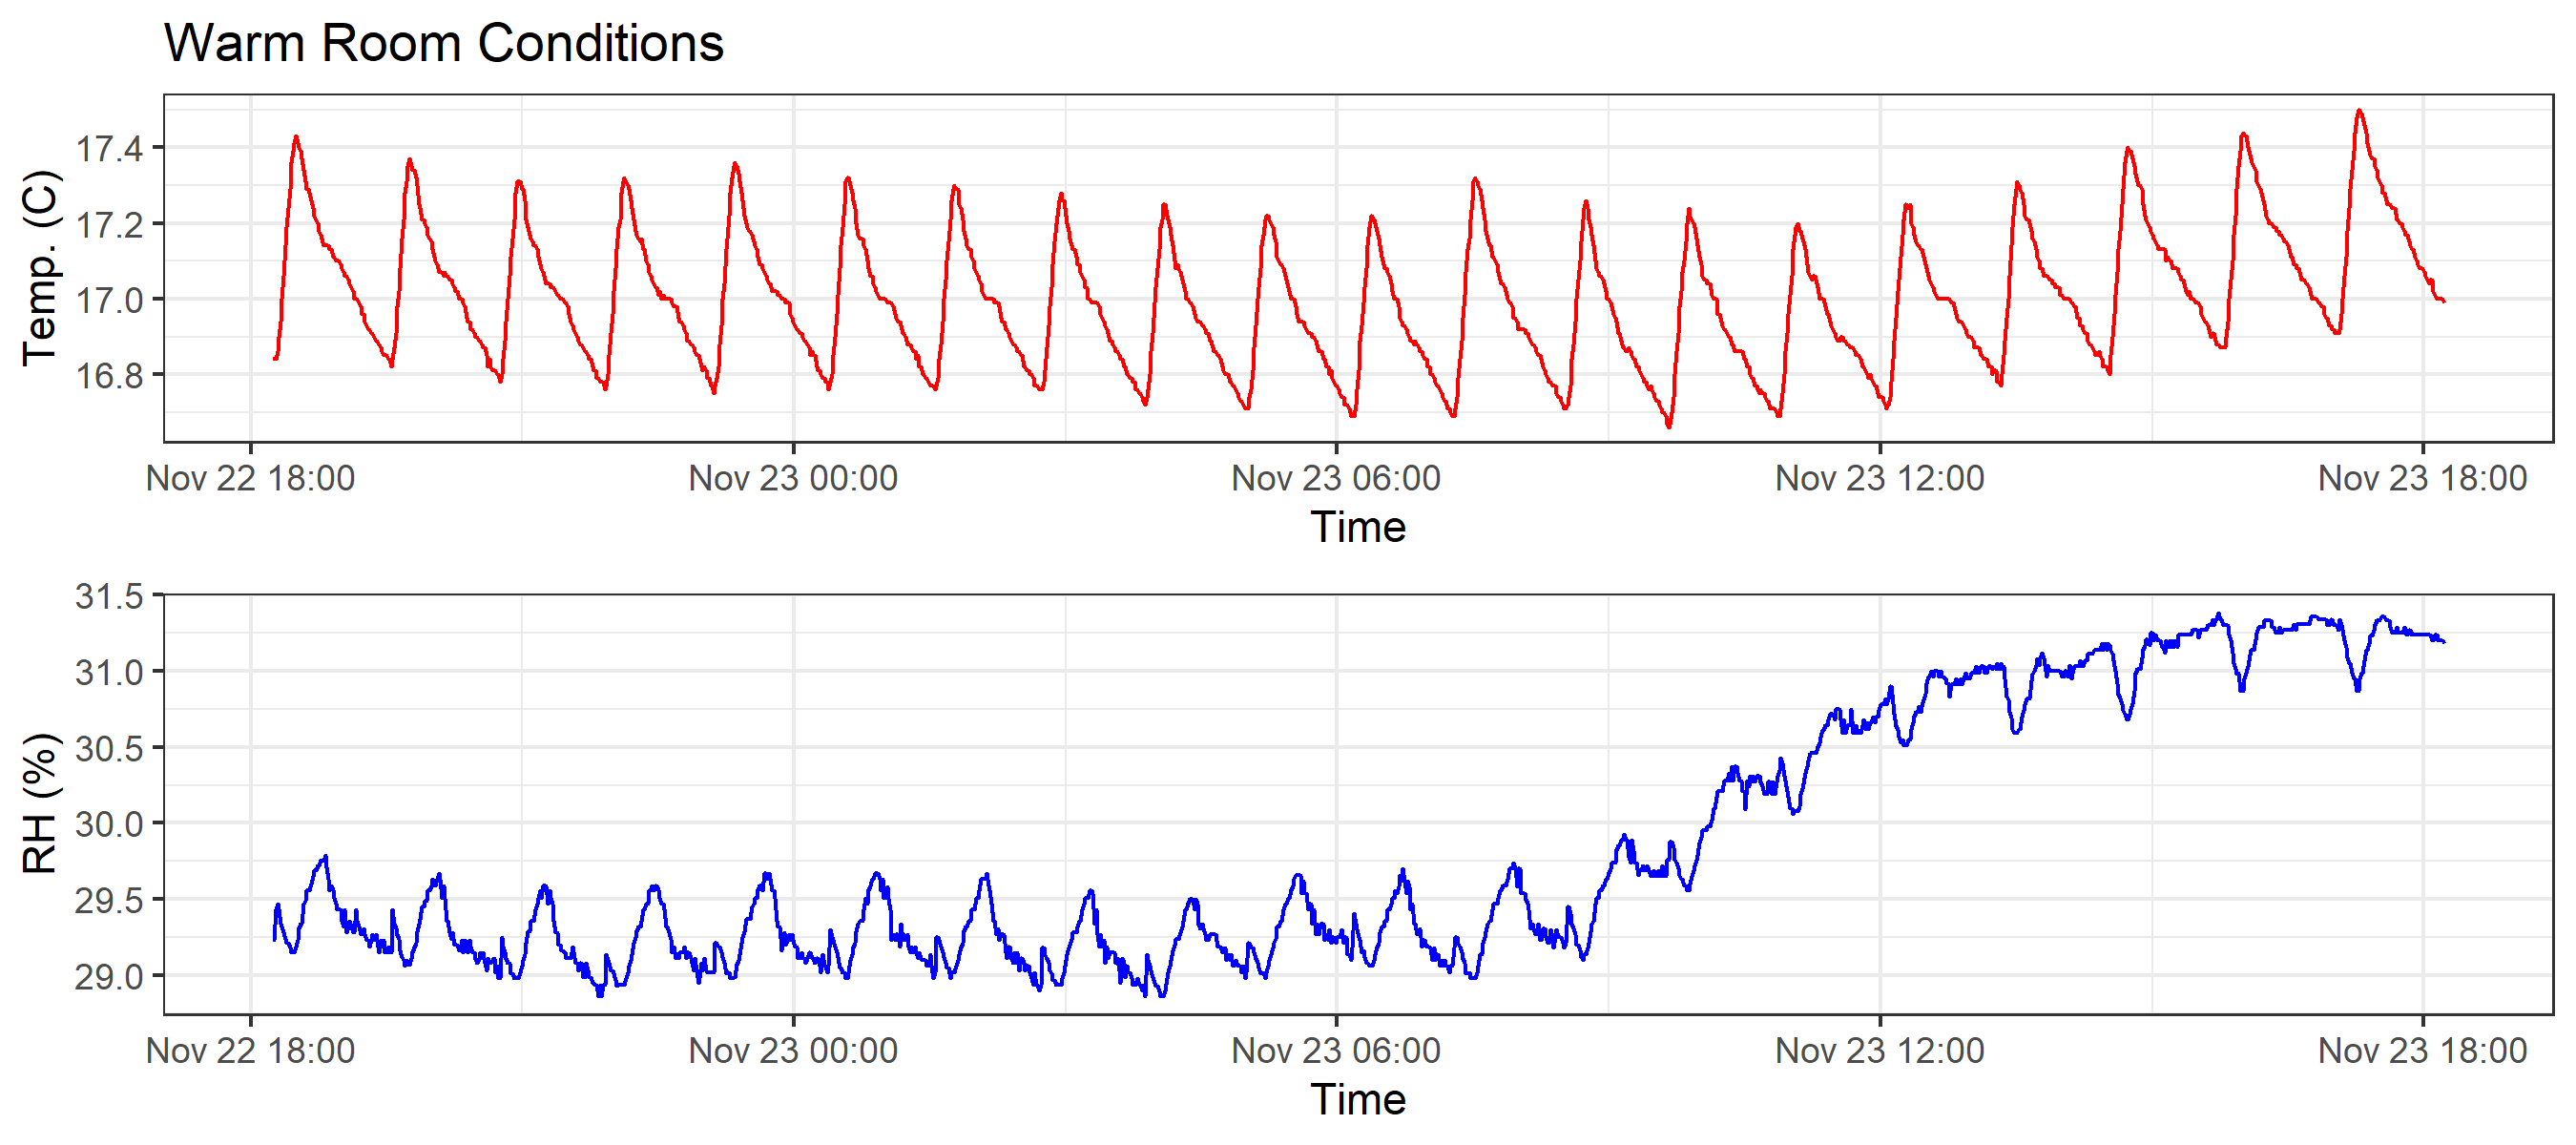 Warm Room Conditions
Temp. (C)
17.4
17.2
17.0
16.8
Nov 22 18:00 Nov 23 00:00 Nov 23 06:00 Nov 23 12:00 Nov 23 18:00
Time
RH (%)
31.5
31.0
30.5
30.0
29.5
29.0
Nov 22 18:00 Nov 23 00:00 Nov 23 06:00 Nov 23 12:00 Nov 23 18:00
Time